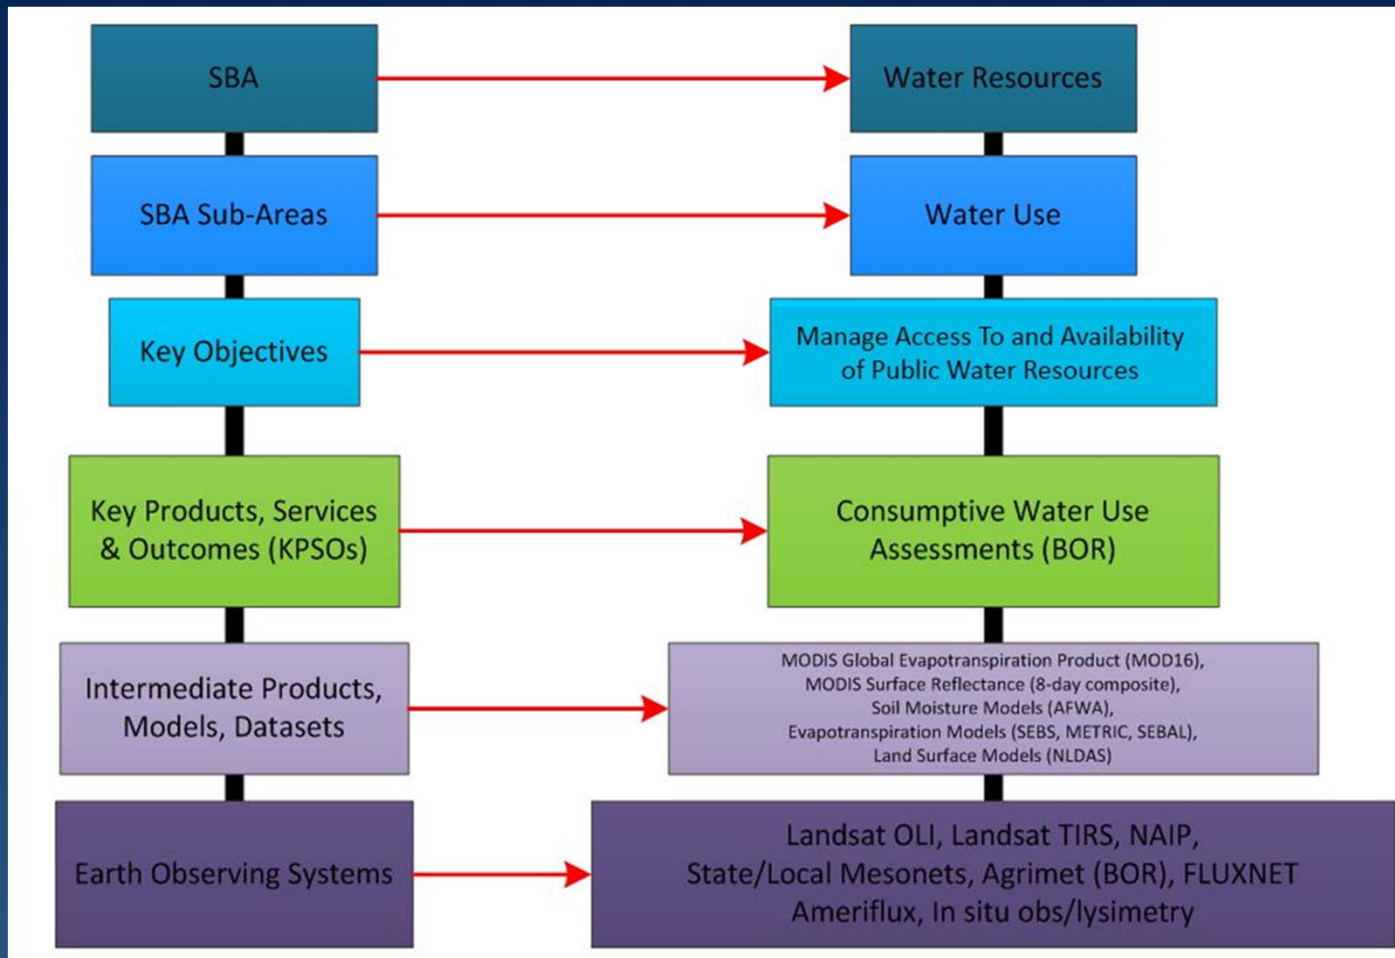 SBA
Water Resources
SBA Sub-Areas
Water Use
Key Objectives
Manage Access To and Availability
of Public Water Resources
Key Products, Services
& Outcomes (KPSOs)
Consumptive Water Use
Assessments (BOR)
Intermediate Products,
Models, Datasets
MODIS Global Evapotranspiration Product (MOD16),
MODIS Surface Reflectance (8-day composite),
Soil Moisture Models (AFWA),
Evapotranspiration Models (SEBS, METRIC, SEBAL),
Land Surface Models (NLDAS)
Earth Observing Systems
Landsat OLI, Landsat TIRS, NAIP,
State/Local Mesonets, Agrimet (BOR), FLUXNET
Ameriflux, In situ obs/lysimetry